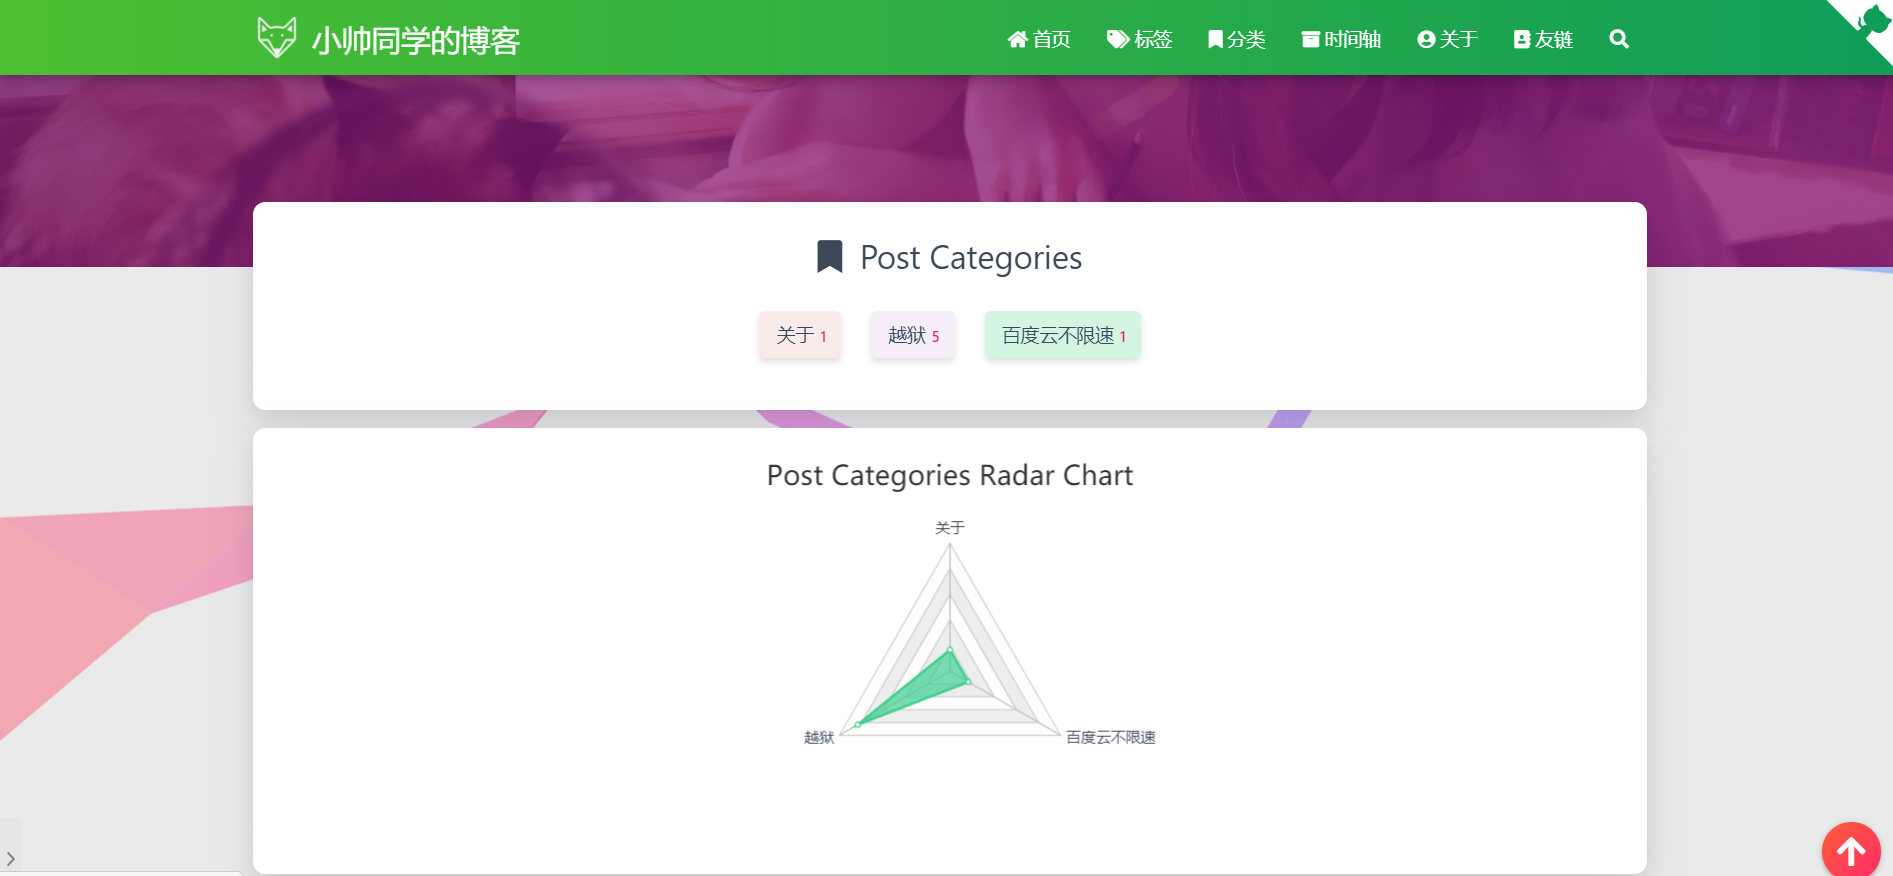 小帅同学的博客
首页 标签 分类 时间轴 关于 友链
Post Categories
关于 1 越狱 5 百度云不限速 1
Post Categories Radar Chart
关于
越狱 百度云不限速